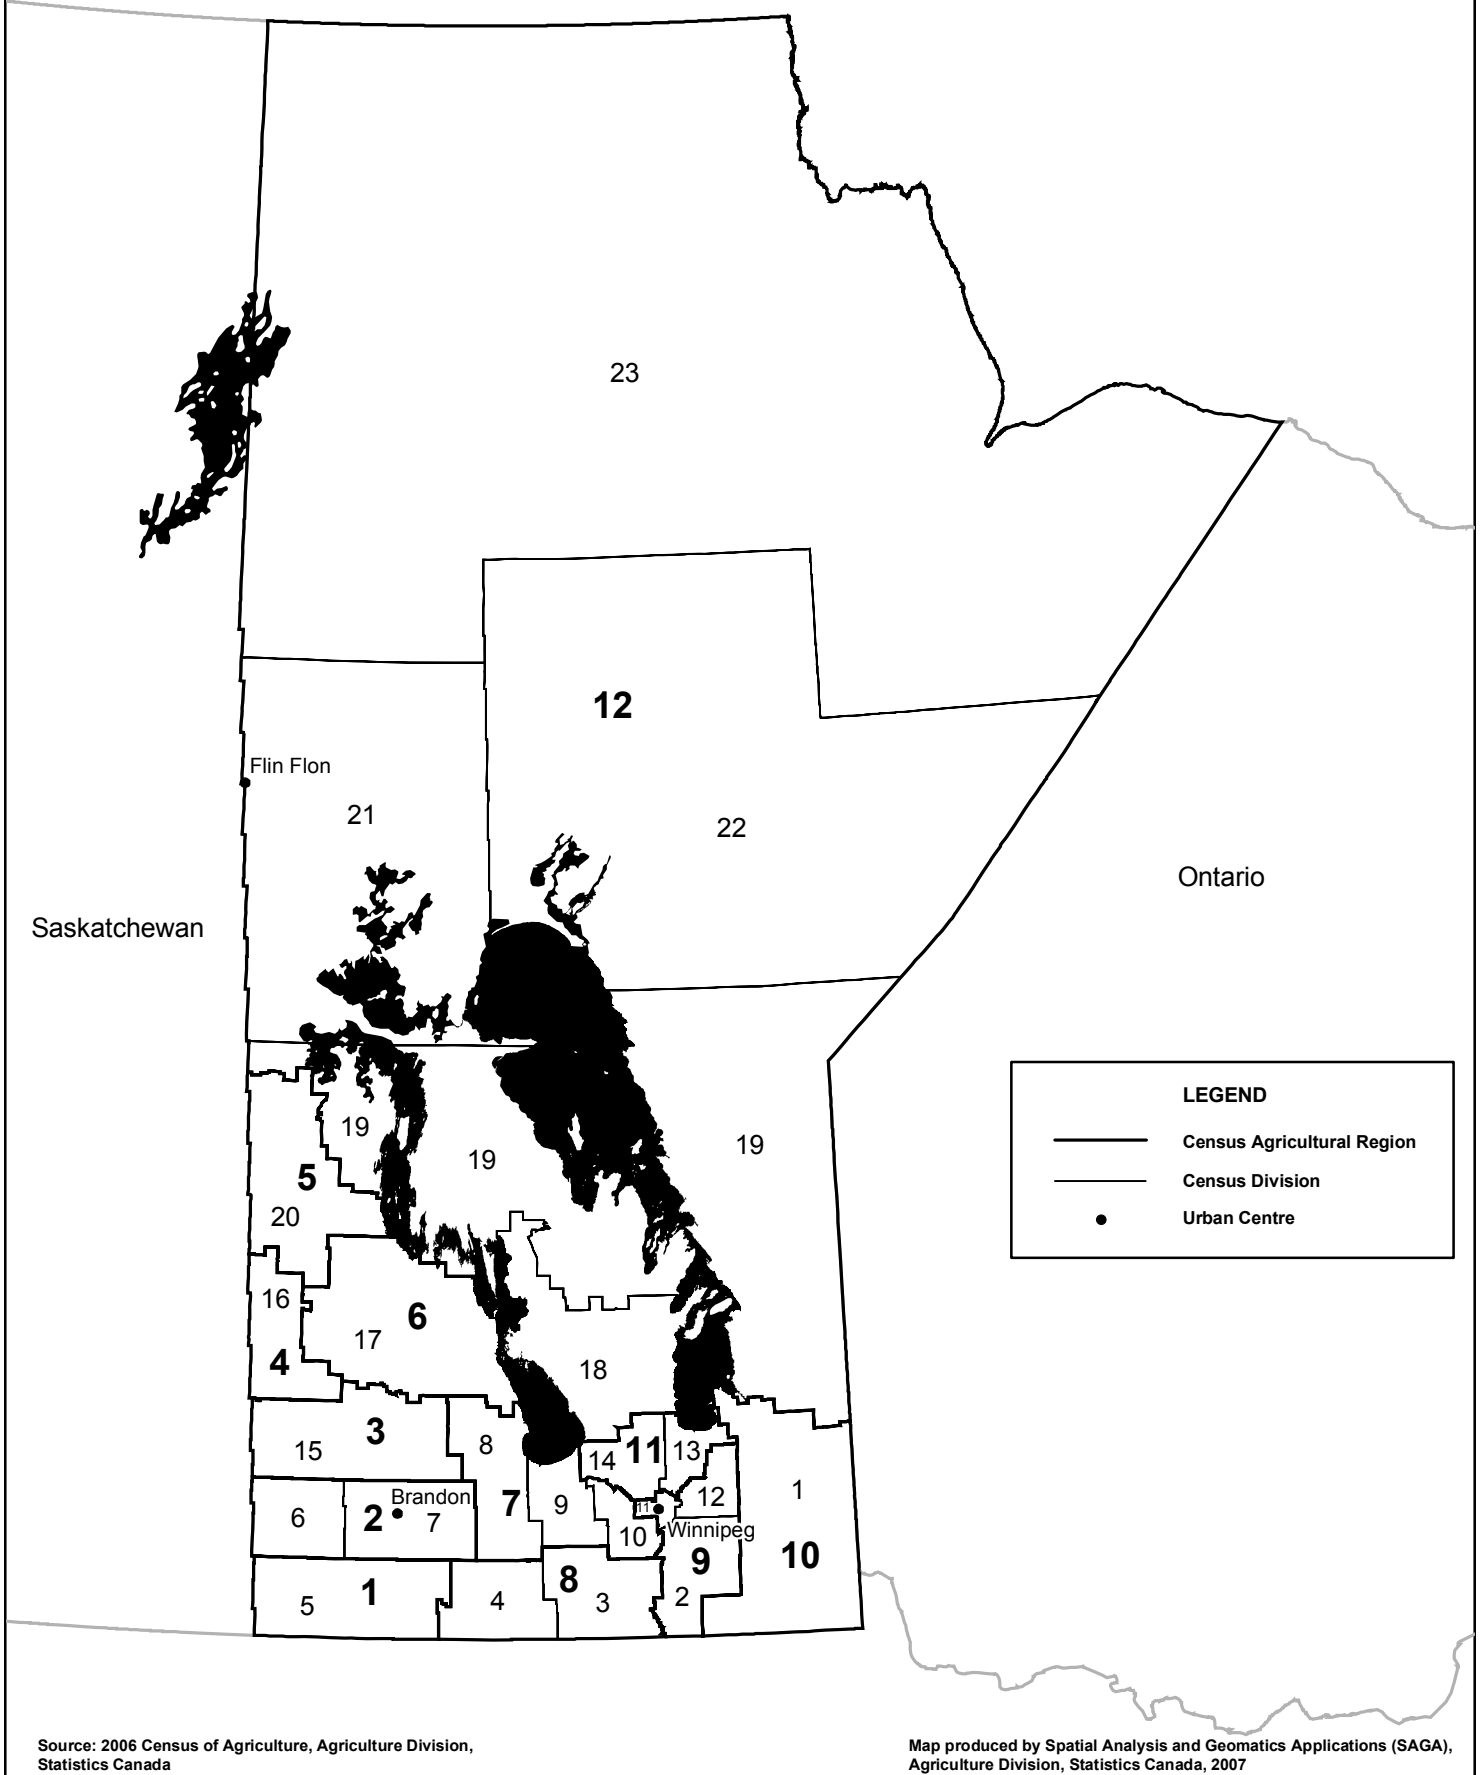 23
12
Flin Flon
21
22
Ontario
Saskatchewan
LEGEND
Census Agricultural Region
Census Division
Urban Centre
19
19
19
5
20
16
6
17
4
18
3
15
8
11
13
14
12
1
Brandon
6
2
7
7
9
11
10
Winnipeg
9
10
8
1
5
4
3
2
Source: 2006 Census of Agriculture, Agriculture Division,
Statistics Canada
Map produced by Spatial Analysis and Geomatics Applications (SAGA),
Agriculture Division, Statistics Canada, 2007